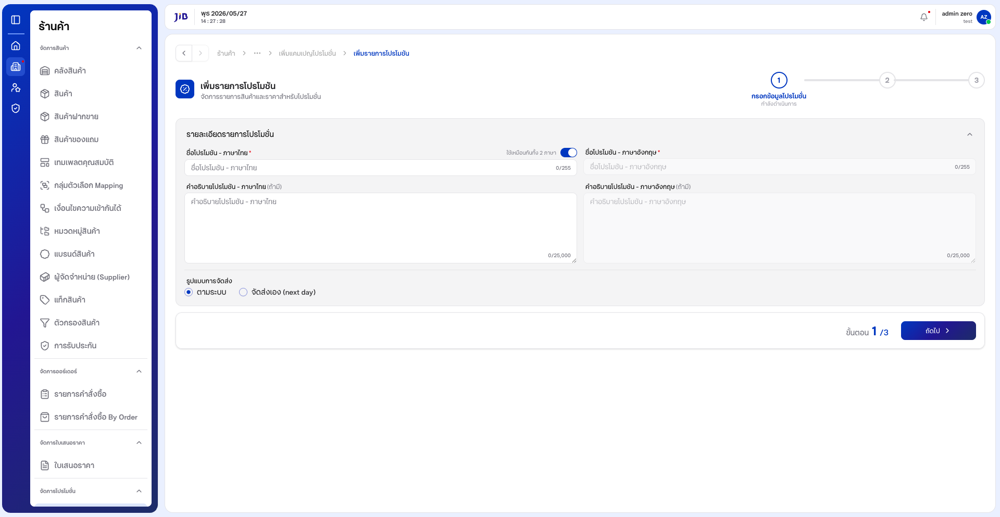 ร้านค้า
จัดการสินค้า
คลังสินค้า
สินค้า
สินค้าฝากขาย
สินค้าของแถม
เทมเพลตคุณสมบัติ
กลุ่มตัวเลือก Mapping
เงื่อนไขความเข้ากันได้
หมวดหมู่สินค้า
แบรนด์สินค้า
ผู้จัดจำหน่าย (Supplier)
แท็กสินค้า
ตัวกรองสินค้า
การรับประกัน
จัดการออร์เดอร์
รายการคำสั่งซื้อ
รายการคำสั่งซื้อ By Order
จัดการใบเสนอราคา
ใบเสนอราคา
จัดการโปรโมชั่น
JIB
พุธ 2026/05/27
14 : 27 : 28
admin zero
test
AZ
ร้านค้า > ... > เพิ่มแคมเปญโปรโมชั่น > เพิ่มรายการโปรโมชัน
เพิ่มรายการโปรโมชัน
จัดการรายการสินค้าและราคาสำหรับโปรโมชั่น
1
กรอกข้อมูลโปรโมชั่น
กำลังดำเนินการ
2
3
รายละเอียดรายการโปรโมชั่น
ชื่อโปรโมชัน - ภาษาไทย *
ใช้เหมือนกันทั้ง 2 ภาษา
ชื่อโปรโมชัน - ภาษาไทย
0/255
ชื่อโปรโมชัน - ภาษาอังกฤษ *
ชื่อโปรโมชัน - ภาษาอังกฤษ
0/255
คำอธิบายโปรโมชัน - ภาษาไทย (ถ้ามี)
คำอธิบายโปรโมชัน - ภาษาไทย
0/25,000
คำอธิบายโปรโมชัน - ภาษาอังกฤษ (ถ้ามี)
คำอธิบายโปรโมชัน - ภาษาอังกฤษ
0/25,000
รูปแบบการจัดส่ง
ตามระบบ
จัดส่งเอง (next day)
ขั้นตอน 1 /3
ถัดไป